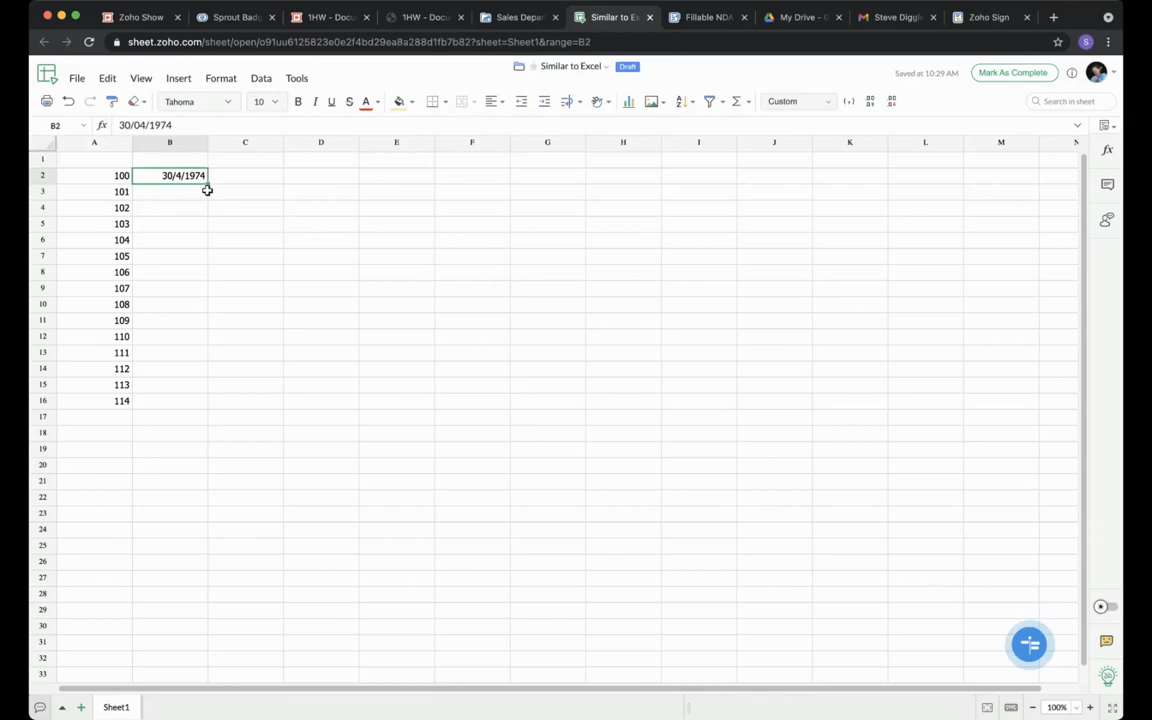 Zoho Show
Sprout Badg
1HW - Docu
1HW - Docu
Sales Depar
Similar to Ex
Fillable NDA
My Drive - G
Steve Diggle
Zoho Sign
sheet.zoho.com/sheet/open/o91uu6125823e0e2f4bd29ea8a288d1fb7b82?sheet=Sheet1&range=B2
S
Similar to Excel
Draft
File Edit View Insert Format Data Tools
Saved at 10:29 AM
Mark As Complete
Tahoma 10 B I U S A Custom
Search in sheet
B2 fx 30/04/1974
A B C D E F G H I J K L M N
1
2 100 30/4/1974
3 101
4 102
5 103
6 104
7 105
8 106
9 107
10 108
11 109
12 110
13 111
14 112
15 113
16 114
17
18
19
20
21
22
23
24
25
26
27
28
29
30
31
32
33
Sheet1
100%